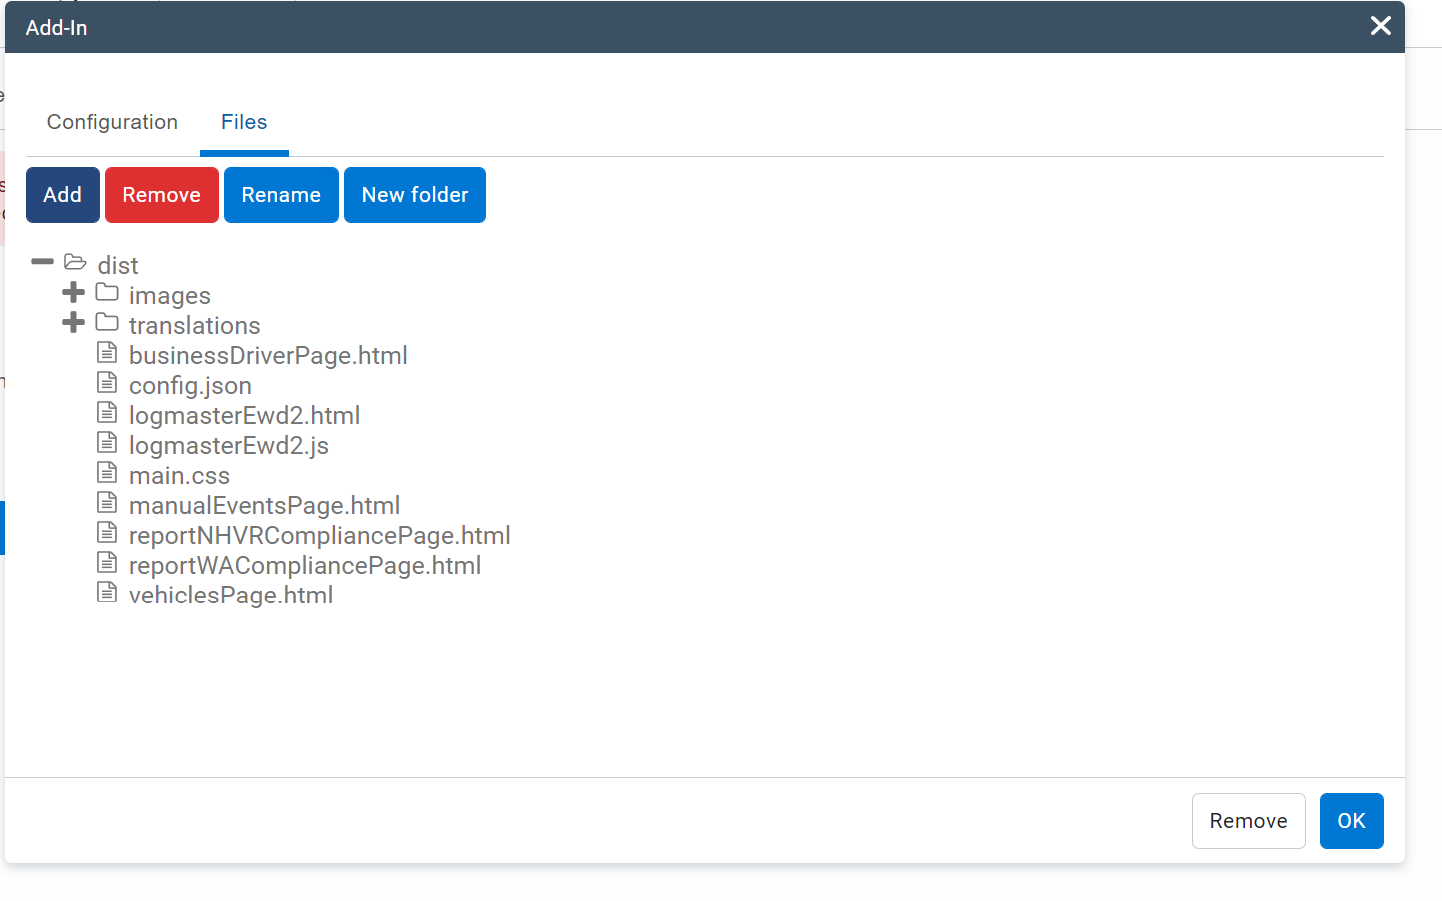 Add-In
Configuration Files
Add Remove Rename New folder
dist
images
translations
businessDriverPage.html
config.json
logmasterEwd2.html
logmasterEwd2.js
main.css
manualEventsPage.html
reportNHVRCompliancePage.html
reportWACompliancePage.html
vehiclesPage.html
Remove OK